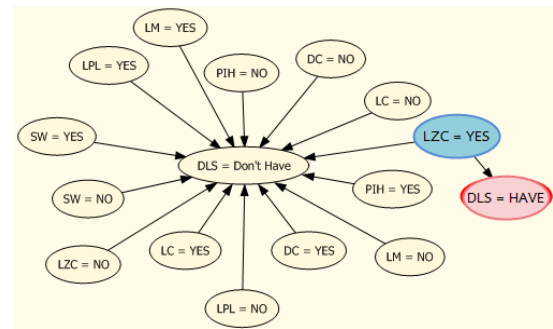 LM = YES
DC = NO
LPL = YES
PIH = NO
LC = NO
SW = YES
LZC = YES
DLS = Don't Have
PIH = YES
DLS = HAVE
SW = NO
LC = YES
DC = YES
LM = NO
LZC = NO
LPL = NO